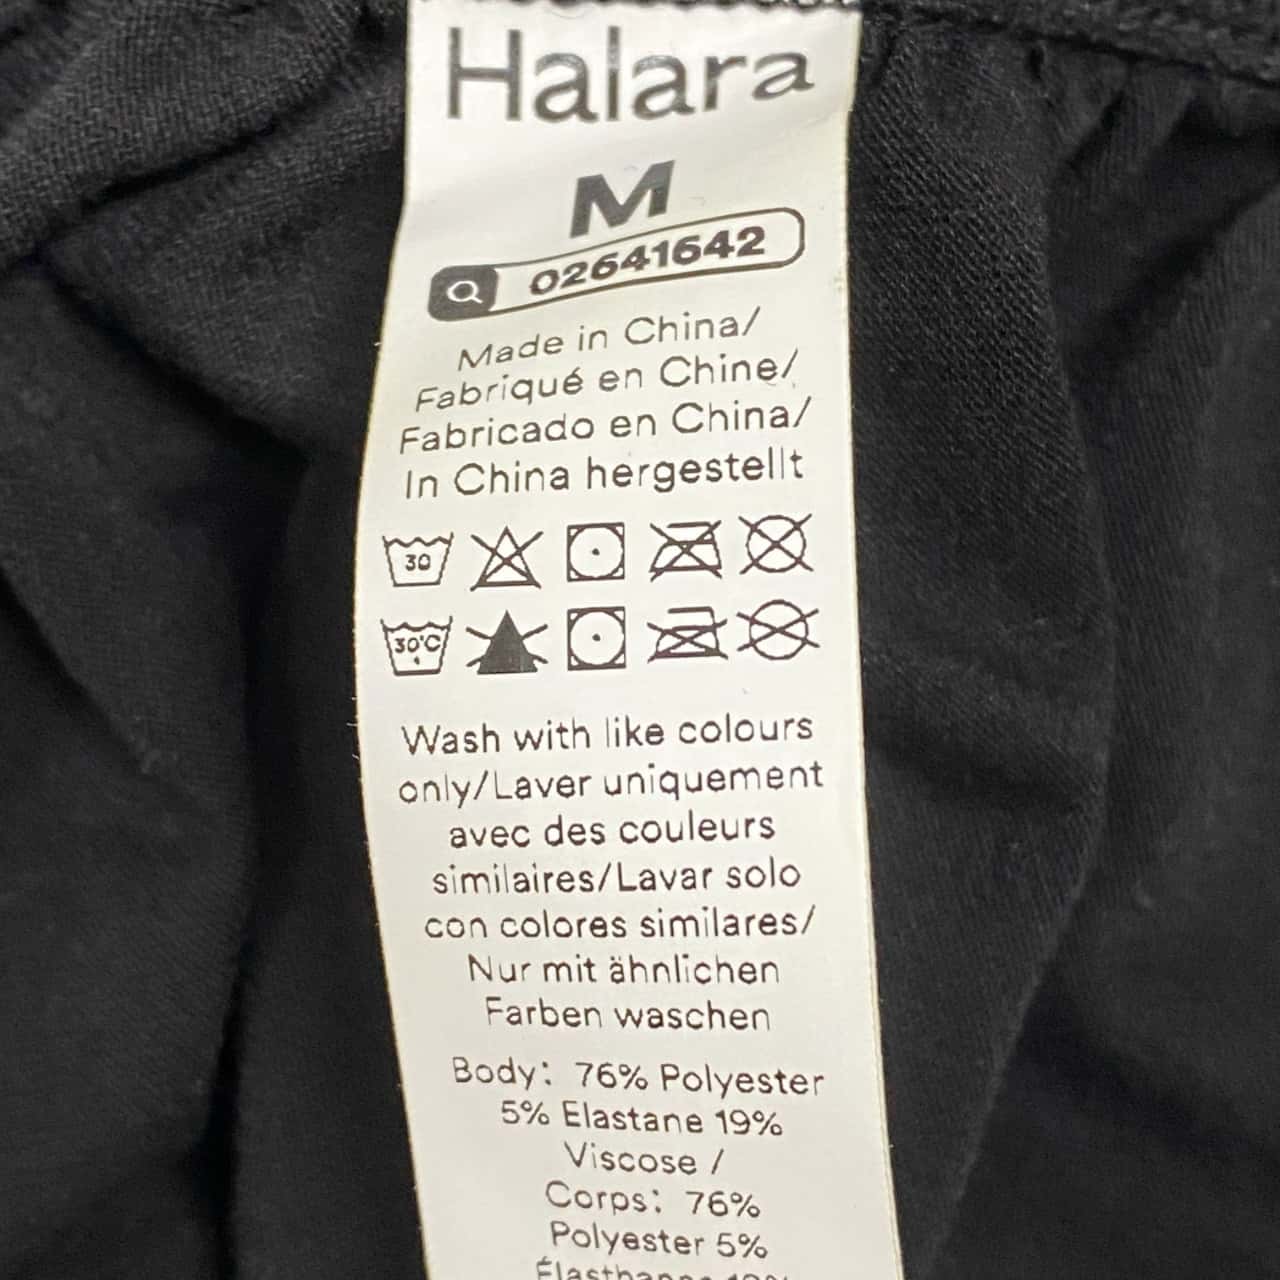 Halara
M
02641642
Made in China/
Fabriqué en Chine/
Fabricado en China/
In China hergestellt
30
30°C
Wash with like colours
only/Laver uniquement
avec des couleurs
similaires/Lavar solo
con colores similares/
Nur mit ähnlichen
Farben waschen
Body: 76% Polyester
5% Elastane 19%
Viscose /
Corps: 76%
Polyester 5%